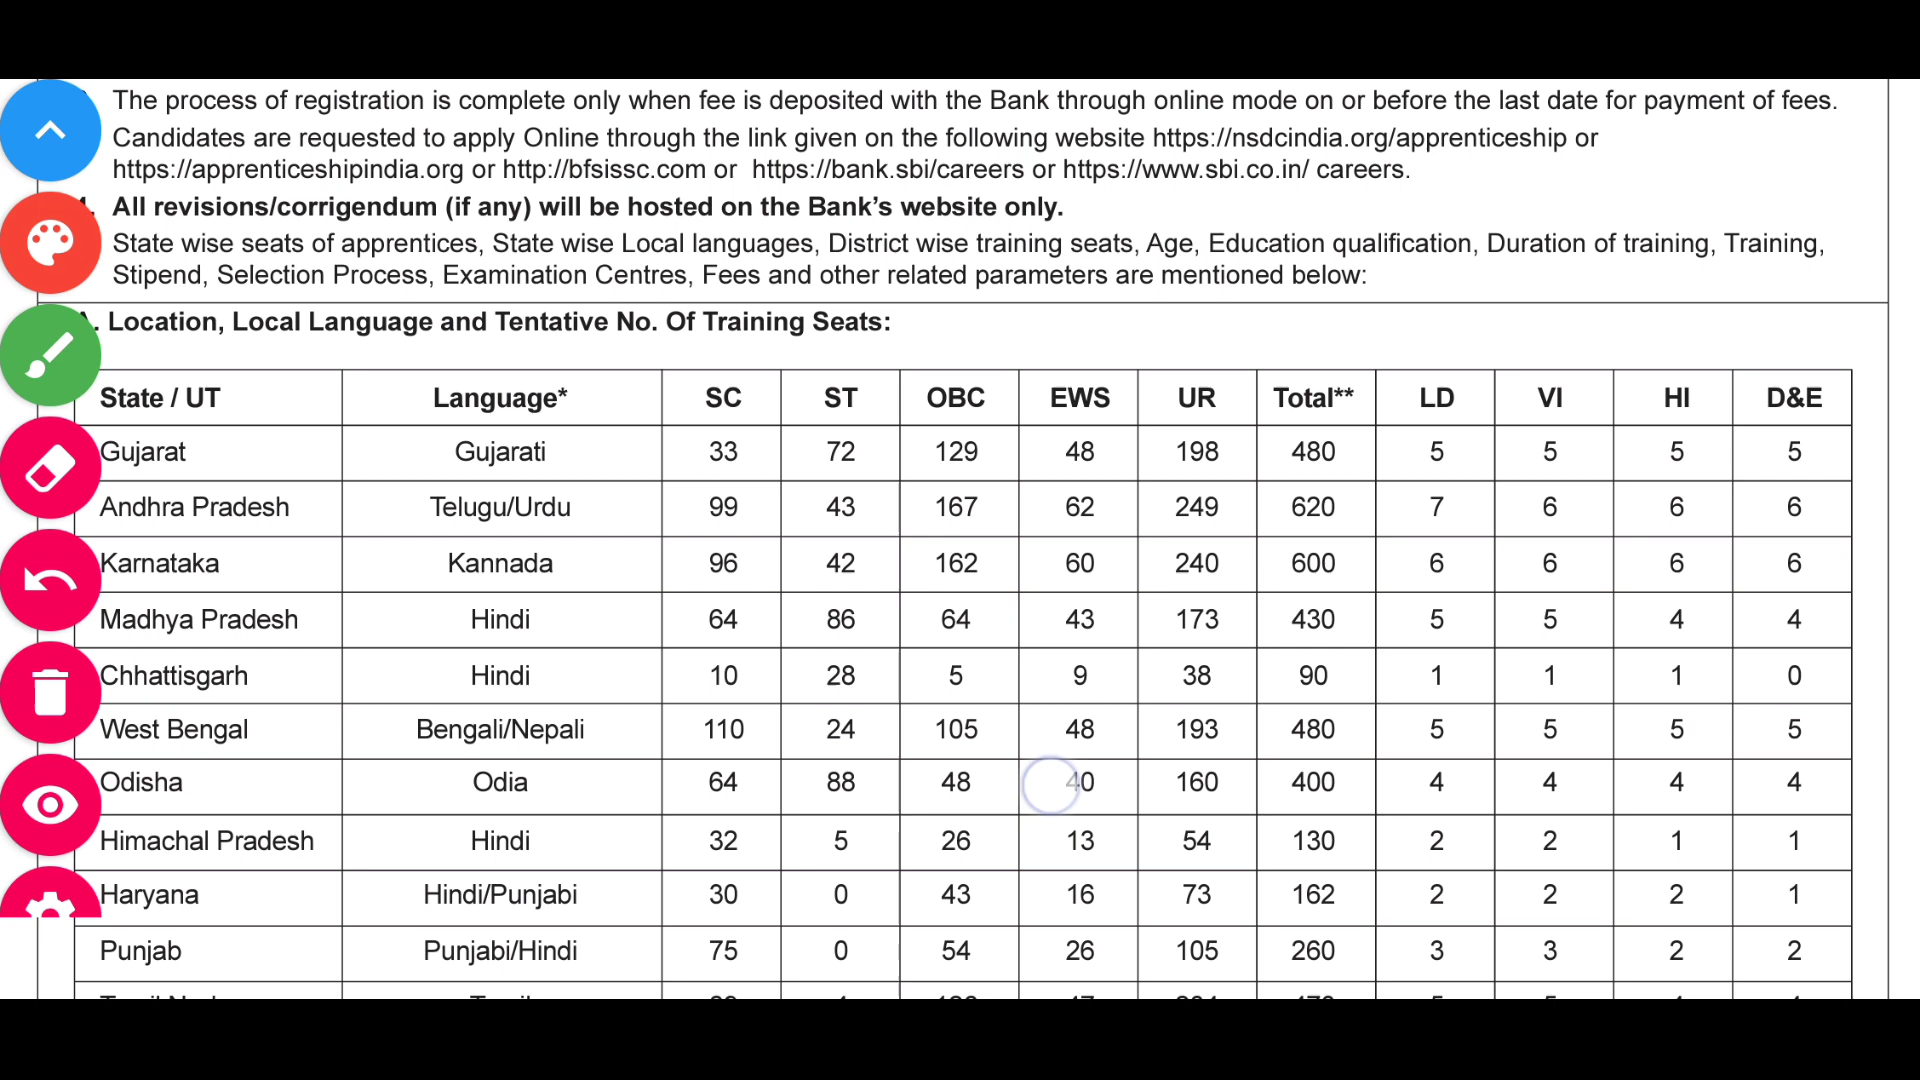 The process of registration is complete only when fee is deposited with the Bank through online mode on or before the last date for payment of fees.
Candidates are requested to apply Online through the link given on the following website https://nsdcindia.org/apprenticeship or
https://apprenticeshipindia.org or http://bfsissc.com or https://bank.sbi/careers or https://www.sbi.co.in/ careers.
All revisions/corrigendum (if any) will be hosted on the Bank’s website only.
State wise seats of apprentices, State wise Local languages, District wise training seats, Age, Education qualification, Duration of training, Training,
Stipend, Selection Process, Examination Centres, Fees and other related parameters are mentioned below:
Location, Local Language and Tentative No. Of Training Seats:
State / UT Language* SC ST OBC EWS UR Total** LD VI HI D&E
Gujarat Gujarati 33 72 129 48 198 480 5 5 5 5
Andhra Pradesh Telugu/Urdu 99 43 167 62 249 620 7 6 6 6
Karnataka Kannada 96 42 162 60 240 600 6 6 6 6
Madhya Pradesh Hindi 64 86 64 43 173 430 5 5 4 4
Chhattisgarh Hindi 10 28 5 9 38 90 1 1 1 0
West Bengal Bengali/Nepali 110 24 105 48 193 480 5 5 5 5
Odisha Odia 64 88 48 40 160 400 4 4 4 4
Himachal Pradesh Hindi 32 5 26 13 54 130 2 2 1 1
Haryana Hindi/Punjabi 30 0 43 16 73 162 2 2 2 1
Punjab Punjabi/Hindi 75 0 54 26 105 260 3 3 2 2